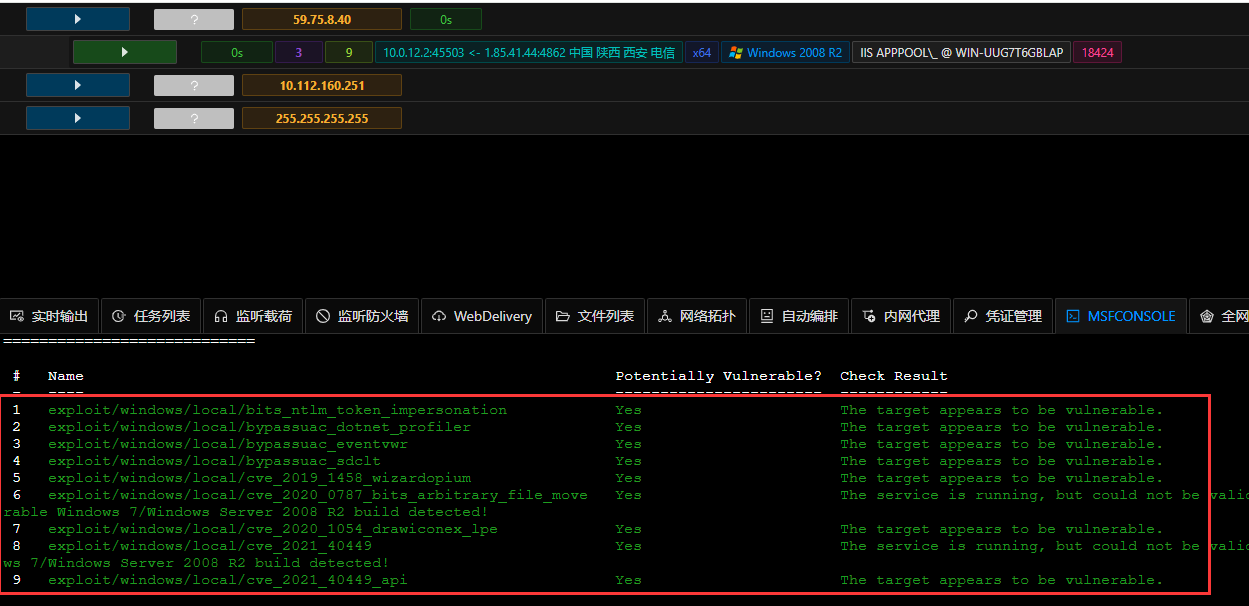 ? 59.75.8.40 0s
0s 3 9 10.0.12.2:45503 <- 1.85.41.44:4862 中国 陕西 西安 电信 x64 Windows 2008 R2 IIS APPPOOL\_ @ WIN-UUG7T6GBLAP 18424
? 10.112.160.251
? 255.255.255.255
实时输出 任务列表 监听载荷 监听防火墙 WebDelivery 文件列表 网络拓扑 自动编排 内网代理 凭证管理 MSFCONSOLE 全网
============================
# Name Potentially Vulnerable? Check Result
- ---- ----------------------- ------------
1 exploit/windows/local/bits_ntlm_token_impersonation Yes The target appears to be vulnerable.
2 exploit/windows/local/bypassuac_dotnet_profiler Yes The target appears to be vulnerable.
3 exploit/windows/local/bypassuac_eventvwr Yes The target appears to be vulnerable.
4 exploit/windows/local/bypassuac_sdclt Yes The target appears to be vulnerable.
5 exploit/windows/local/cve_2019_1458_wizardopium Yes The target appears to be vulnerable.
6 exploit/windows/local/cve_2020_0787_bits_arbitrary_file_move Yes The service is running, but could not be valid
rable Windows 7/Windows Server 2008 R2 build detected!
7 exploit/windows/local/cve_2020_1054_drawiconex_lpe Yes The target appears to be vulnerable.
8 exploit/windows/local/cve_2021_40449 Yes The service is running, but could not be valid
ws 7/Windows Server 2008 R2 build detected!
9 exploit/windows/local/cve_2021_40449_api Yes The target appears to be vulnerable.